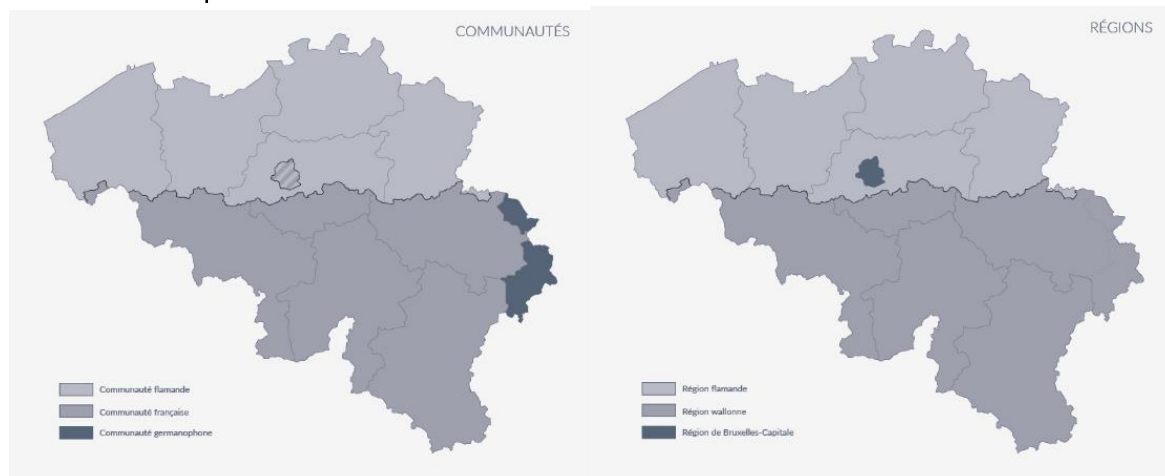 COMMUNAUTÉS
Communauté flamande
Communauté française
Communauté germanophone
RÉGIONS
Région flamande
Région wallonne
Région de Bruxelles-Capitale